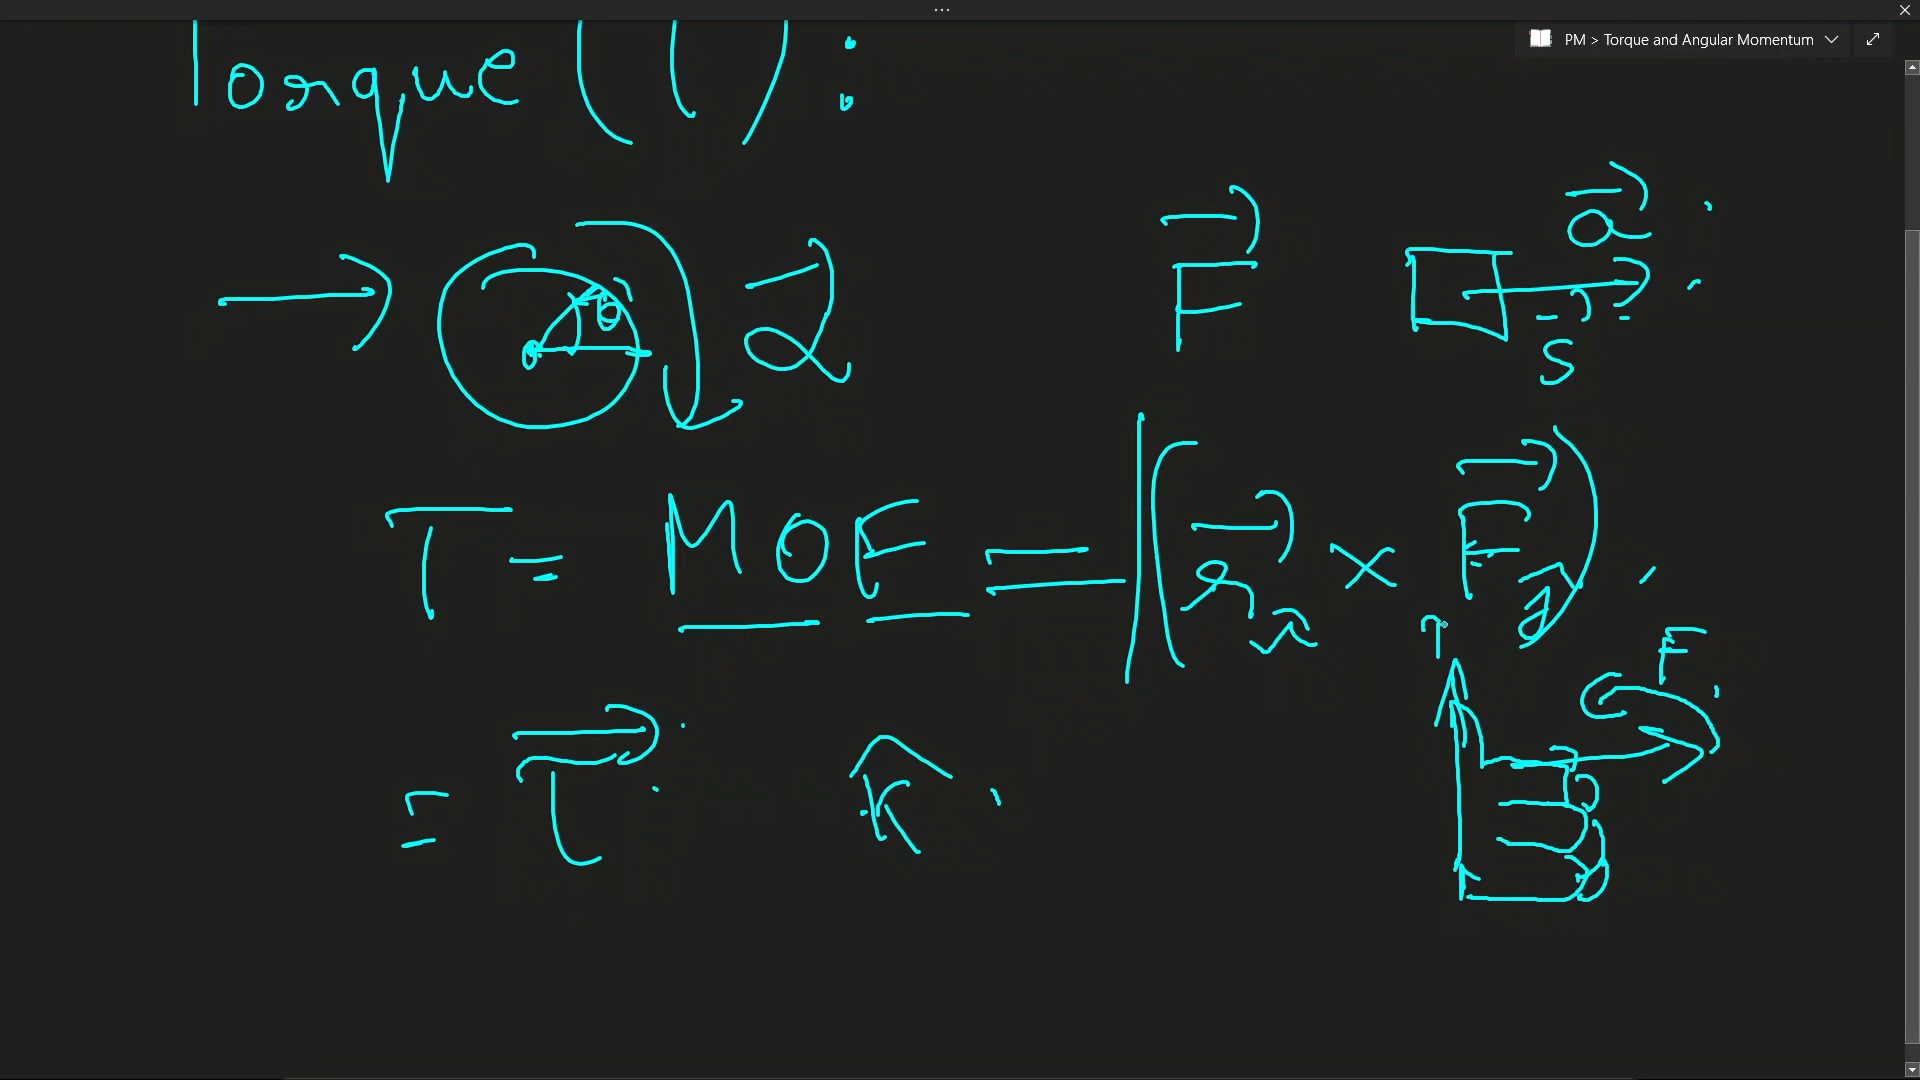 PM > Torque and Angular Momentum
Torque (τ) :
F a
θ α
s
τ = MOF = (r × F)
î ĵ
F
τ
= τ k̂